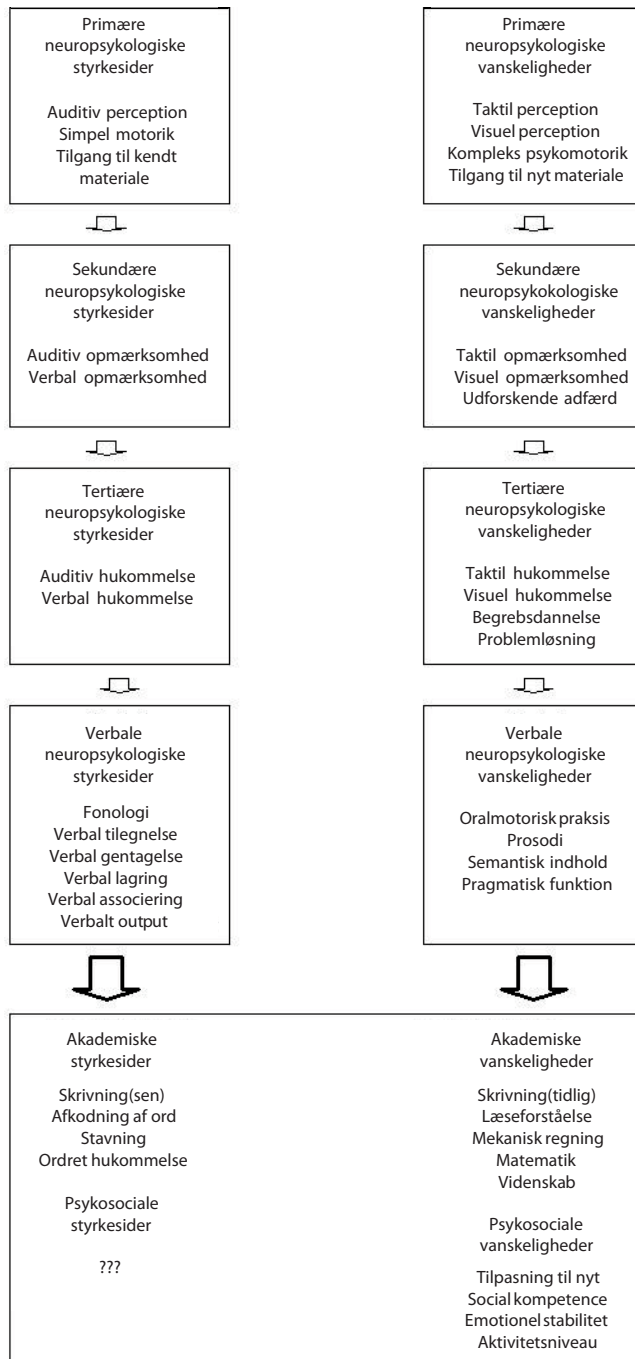 Primære
neuropsykologiske
styrkesider
Auditiv perception
Simpel motorik
Tilgang til kendt
materiale
Primære
neuropsykologiske
vanskeligheder
Taktil perception
Visuel perception
Kompleks psykomotorik
Tilgang til nyt materiale
Sekundære
neuropsykologiske
styrkesider
Auditiv opmærksomhed
Verbal opmærksomhed
Sekundære
neuropsykokologiske
vanskeligheder
Taktil opmærksomhed
Visuel opmærksomhed
Udforskende adfærd
Tertiære
neuropsykologiske
styrkesider
Auditiv hukommelse
Verbal hukommelse
Tertiære
neuropsykologiske
vanskeligheder
Taktil hukommelse
Visuel hukommelse
Begrebsdannelse
Problemløsning
Verbale
neuropsykologiske
styrkesider
Fonologi
Verbal tilegnelse
Verbal gentagelse
Verbal lagring
Verbal associering
Verbalt output
Verbale
neuropsykologiske
vanskeligheder
Oralmotorisk praksis
Prosodi
Semantisk indhold
Pragmatisk funktion
Akademiske
styrkesider
Skrivning(sen)
Afkodning af ord
Stavning
Ordret hukommelse
Psykosociale
styrkesider
???
Akademiske
vanskeligheder
Skrivning(tidlig)
Læseforståelse
Mekanisk regning
Matematik
Videnskab
Psykosociale
vanskeligheder
Tilpasning til nyt
Social kompetence
Emotionel stabilitet
Aktivitetsniveau